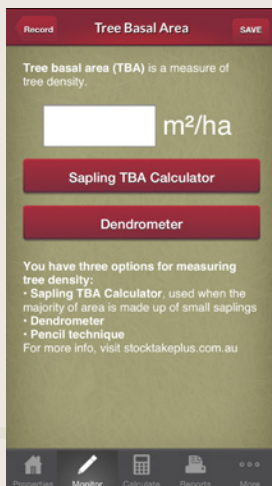 Record Tree Basal Area SAVE
Tree basal area (TBA) is a measure of
tree density.
m²/ha
Sapling TBA Calculator
Dendrometer
You have three options for measuring
tree density:
• Sapling TBA Calculator, used when the
majority of area is made up of small saplings
• Dendrometer
• Pencil technique
For more info, visit stocktakeplus.com.au
Properties Monitor Calculate Reports More